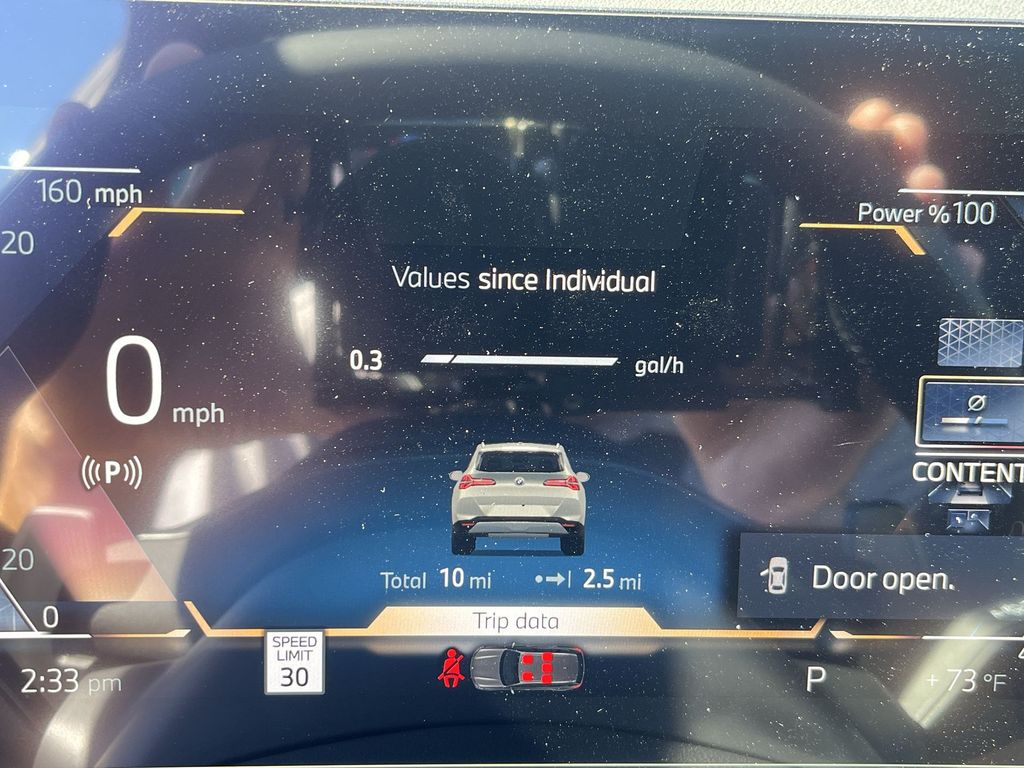 160 mph
Power %100
20
Values since Individual
0.3 gal/h
0 mph
Ø
((P))
CONTENT
20
Total 10 mi 2.5 mi
Door open.
0
Trip data
SPEED
LIMIT
30
2:33 pm
P
+73 °F